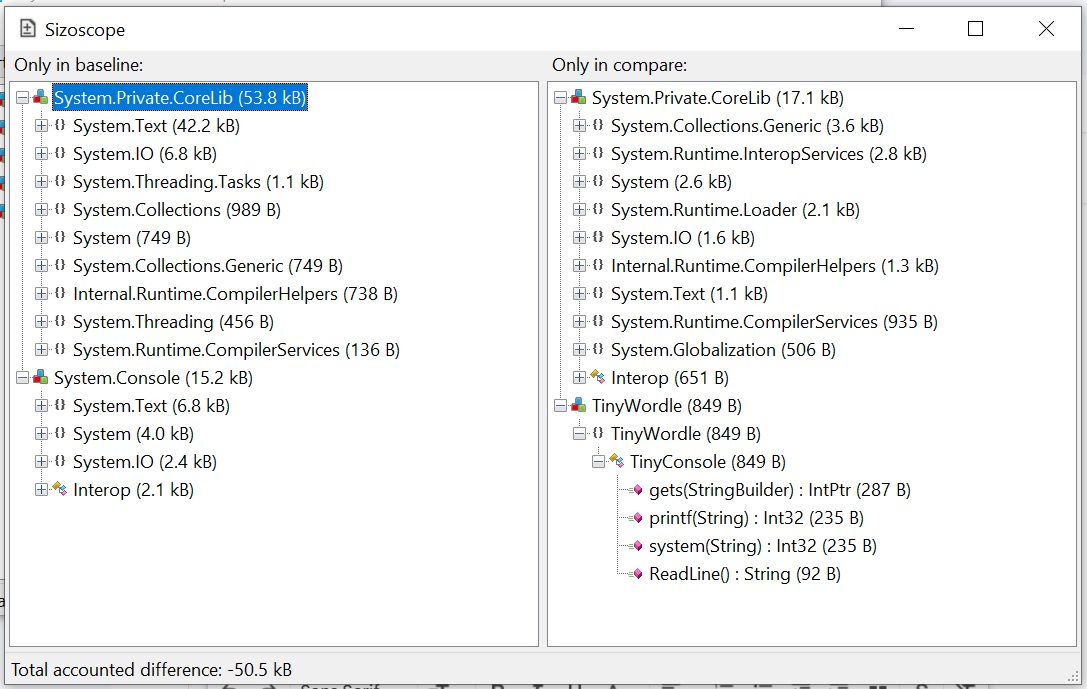 Sizoscope
Only in baseline:
System.Private.CoreLib (53.8 kB)
System.Text (42.2 kB)
System.IO (6.8 kB)
System.Threading.Tasks (1.1 kB)
System.Collections (989 B)
System (749 B)
System.Collections.Generic (749 B)
Internal.Runtime.CompilerHelpers (738 B)
System.Threading (456 B)
System.Runtime.CompilerServices (136 B)
System.Console (15.2 kB)
System.Text (6.8 kB)
System (4.0 kB)
System.IO (2.4 kB)
Interop (2.1 kB)
Only in compare:
System.Private.CoreLib (17.1 kB)
System.Collections.Generic (3.6 kB)
System.Runtime.InteropServices (2.8 kB)
System (2.6 kB)
System.Runtime.Loader (2.1 kB)
System.IO (1.6 kB)
Internal.Runtime.CompilerHelpers (1.3 kB)
System.Text (1.1 kB)
System.Runtime.CompilerServices (935 B)
System.Globalization (506 B)
Interop (651 B)
TinyWordle (849 B)
TinyWordle (849 B)
TinyConsole (849 B)
gets(StringBuilder) : IntPtr (287 B)
printf(String) : Int32 (235 B)
system(String) : Int32 (235 B)
ReadLine() : String (92 B)
Total accounted difference: -50.5 kB